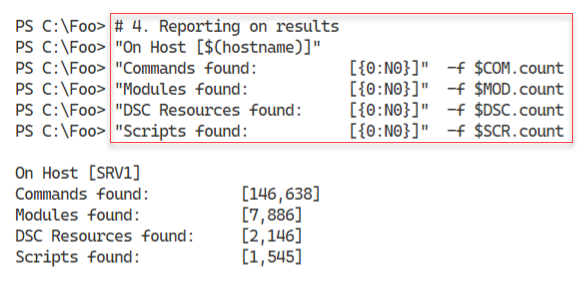 PS C:\Foo> # 4. Reporting on results
PS C:\Foo> "On Host [$(hostname)]"
PS C:\Foo> "Commands found:          [{0:N0}]"  -f $COM.count
PS C:\Foo> "Modules found:           [{0:N0}]"  -f $MOD.count
PS C:\Foo> "DSC Resources found:     [{0:N0}]"  -f $DSC.count
PS C:\Foo> "Scripts found:           [{0:N0}]"  -f $SCR.count
On Host [SRV1]
Commands found:          [146,638]
Modules found:           [7,886]
DSC Resources found:     [2,146]
Scripts found:           [1,545]